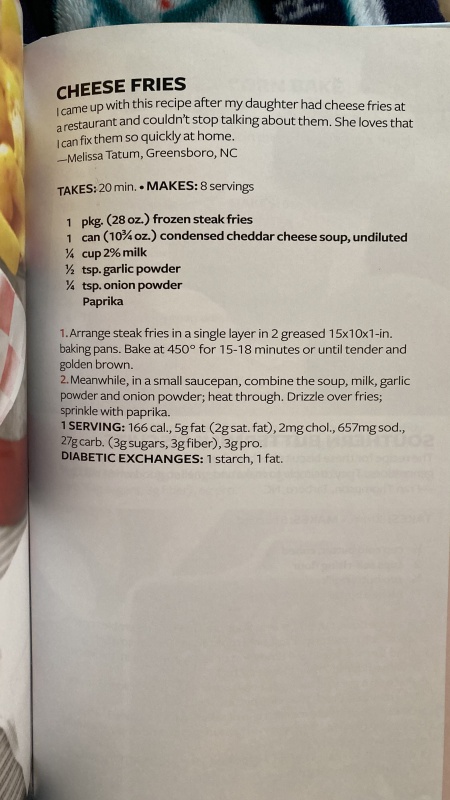 CHEESE FRIES
I came up with this recipe after my daughter had cheese fries at
a restaurant and couldn't stop talking about them. She loves that
I can fix them so quickly at home.
—Melissa Tatum, Greensboro, NC
TAKES: 20 min. • MAKES: 8 servings
1 pkg. (28 oz.) frozen steak fries
1 can (10¾ oz.) condensed cheddar cheese soup, undiluted
¼ cup 2% milk
½ tsp. garlic powder
¼ tsp. onion powder
Paprika
1. Arrange steak fries in a single layer in 2 greased 15x10x1-in.
baking pans. Bake at 450° for 15-18 minutes or until tender and
golden brown.
2. Meanwhile, in a small saucepan, combine the soup, milk, garlic
powder and onion powder; heat through. Drizzle over fries;
sprinkle with paprika.
1 SERVING: 166 cal., 5g fat (2g sat. fat), 2mg chol., 657mg sod.,
27g carb. (3g sugars, 3g fiber), 3g pro.
DIABETIC EXCHANGES: 1 starch, 1 fat.